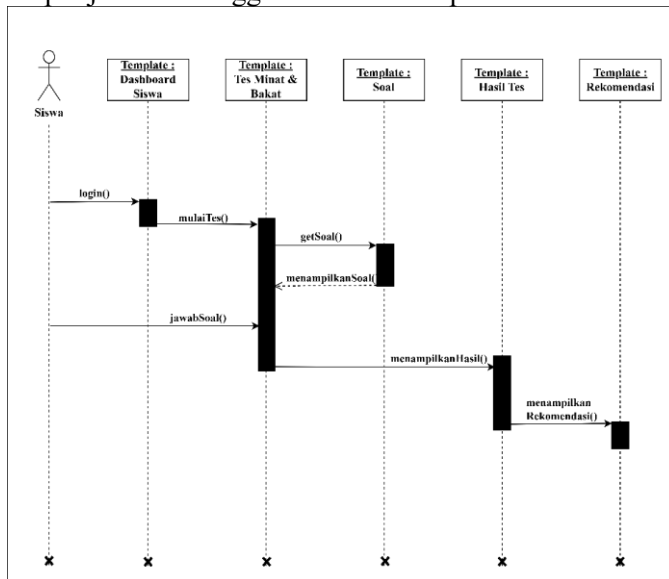 Template :
Dashboard
Siswa
Template :
Tes Minat &
Bakat
Template :
Soal
Template :
Hasil Tes
Template :
Rekomendasi
Siswa
login()
mulaiTes()
getSoal()
menampilkanSoal()
jawabSoal()
menampilkanHasil()
menampilkan
Rekomendasi()